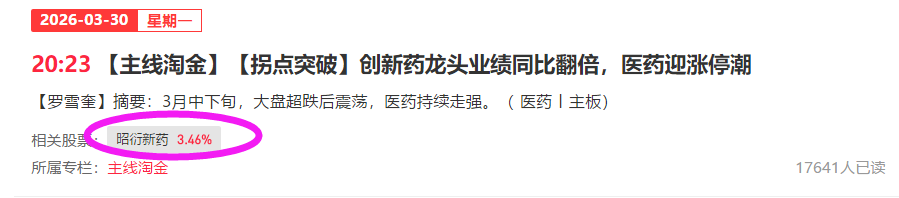 2026-03-30 星期一
20:23 【主线淘金】【拐点突破】创新药龙头业绩同比翻倍，医药迎涨停潮
【罗雪奎】摘要：3月中下旬，大盘超跌后震荡，医药持续走强。（ 医药丨主板）
相关股票： 昭衍新药 3.46%
所属专栏：主线淘金 17641人已读